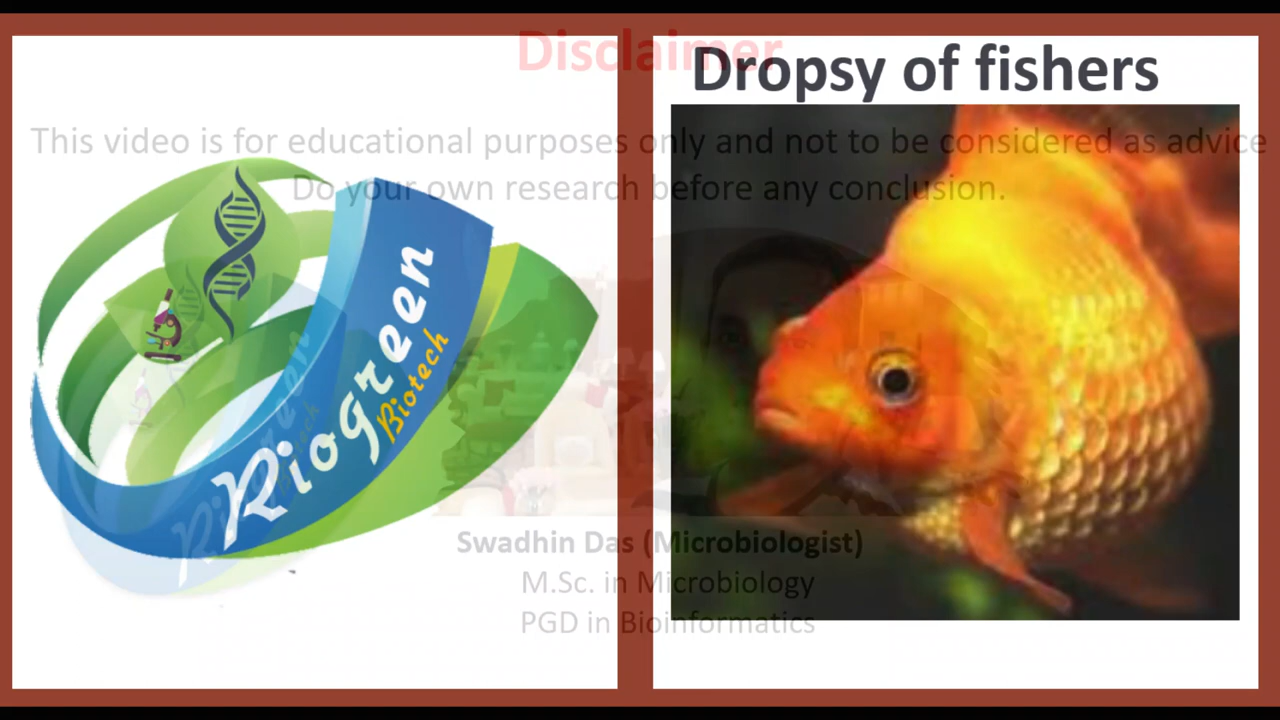 Disclaimer
Dropsy of fishers
This video is for educational purposes only and not to be considered as advice
Do your own research before any conclusion.
Riogreen
Biotech
Swadhin Das (Microbiologist)
M.Sc. in Microbiology
PGD in Bioinformatics